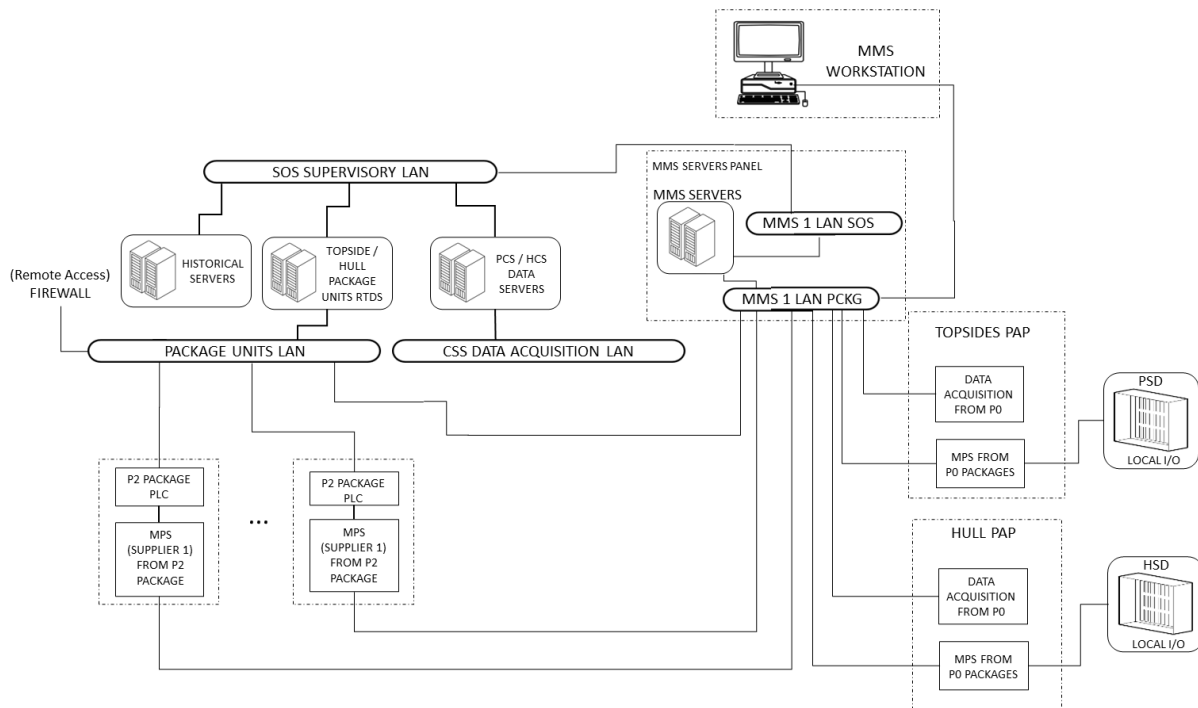 MMS
WORKSTATION
SOS SUPERVISORY LAN
MMS SERVERS PANEL
MMS SERVERS
MMS 1 LAN SOS
HISTORICAL
SERVERS
TOPSIDE /
HULL
PACKAGE
UNITS RTDS
PCS / HCS
DATA
SERVERS
(Remote Access)
FIREWALL
MMS 1 LAN PCKG
PACKAGE UNITS LAN
CSS DATA ACQUISITION LAN
TOPSIDES PAP
DATA
ACQUISITION
FROM P0
PSD
LOCAL I/O
MPS FROM
P0 PACKAGES
P2 PACKAGE
PLC
MPS
(SUPPLIER 1)
FROM P2
PACKAGE
...
P2 PACKAGE
PLC
MPS
(SUPPLIER 1)
FROM P2
PACKAGE
HULL PAP
DATA
ACQUISITION
FROM P0
HSD
LOCAL I/O
MPS FROM
P0 PACKAGES